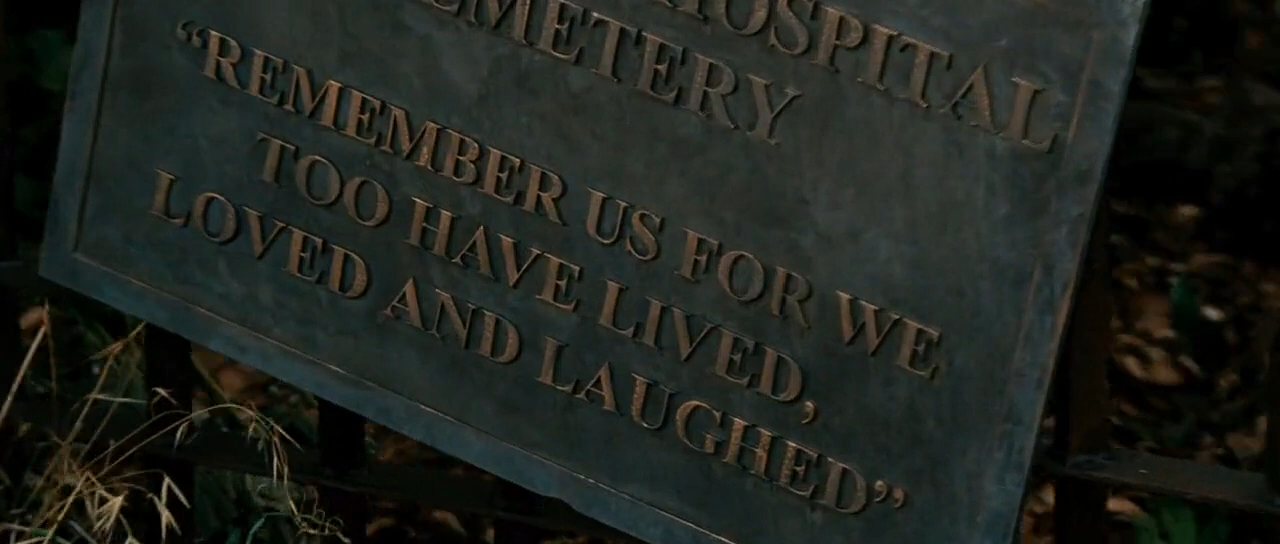 HOSPITAL
CEMETERY
“REMEMBER US FOR WE
TOO HAVE LIVED,
LOVED AND LAUGHED”